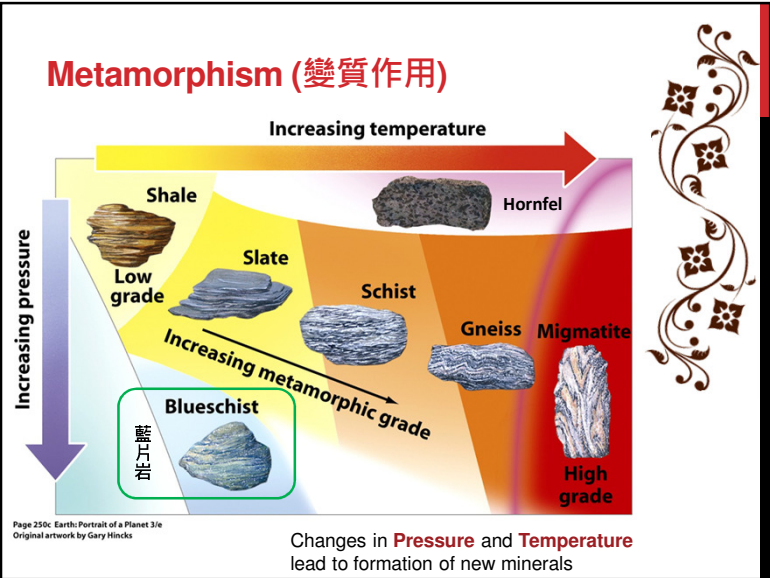 Metamorphism (變質作用)
Increasing temperature
Increasing pressure
Shale
Low
grade
Hornfel
Slate
Schist
Gneiss
Migmatite
Increasing metamorphic grade
Blueschist
藍片岩
High
grade
Page 250c Earth: Portrait of a Planet 3/e
Original artwork by Gary Hincks
Changes in Pressure and Temperature
lead to formation of new minerals